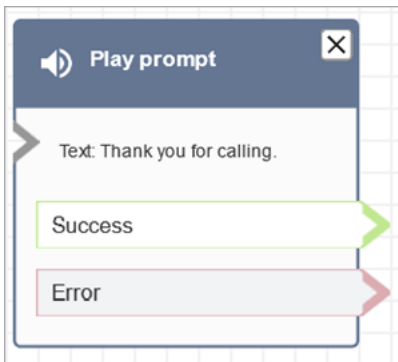 Play prompt
Text: Thank you for calling.
Success
Error